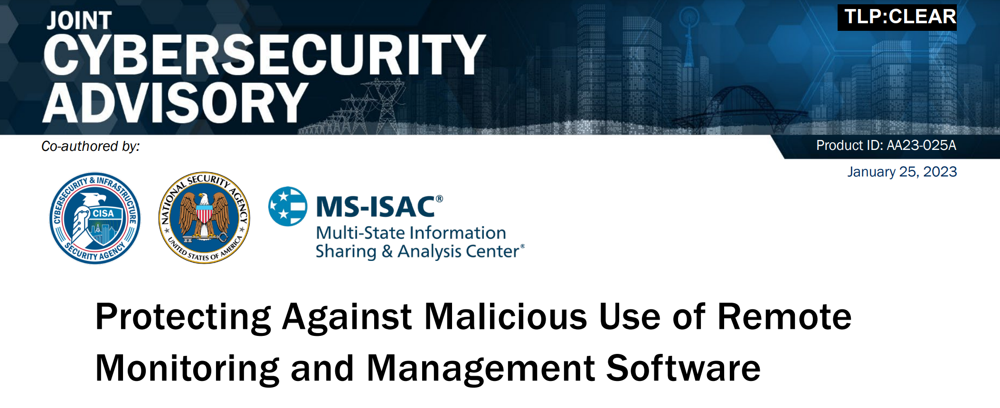 JOINT
CYBERSECURITY
ADVISORY
TLP:CLEAR
Co-authored by:
Product ID: AA23-025A
January 25, 2023
CYBERSECURITY & INFRASTRUCTURE
CISA
SECURITY AGENCY
NATIONAL SECURITY AGENCY
UNITED STATES OF AMERICA
MS-ISAC®
Multi-State Information
Sharing & Analysis Center®
Protecting Against Malicious Use of Remote
Monitoring and Management Software